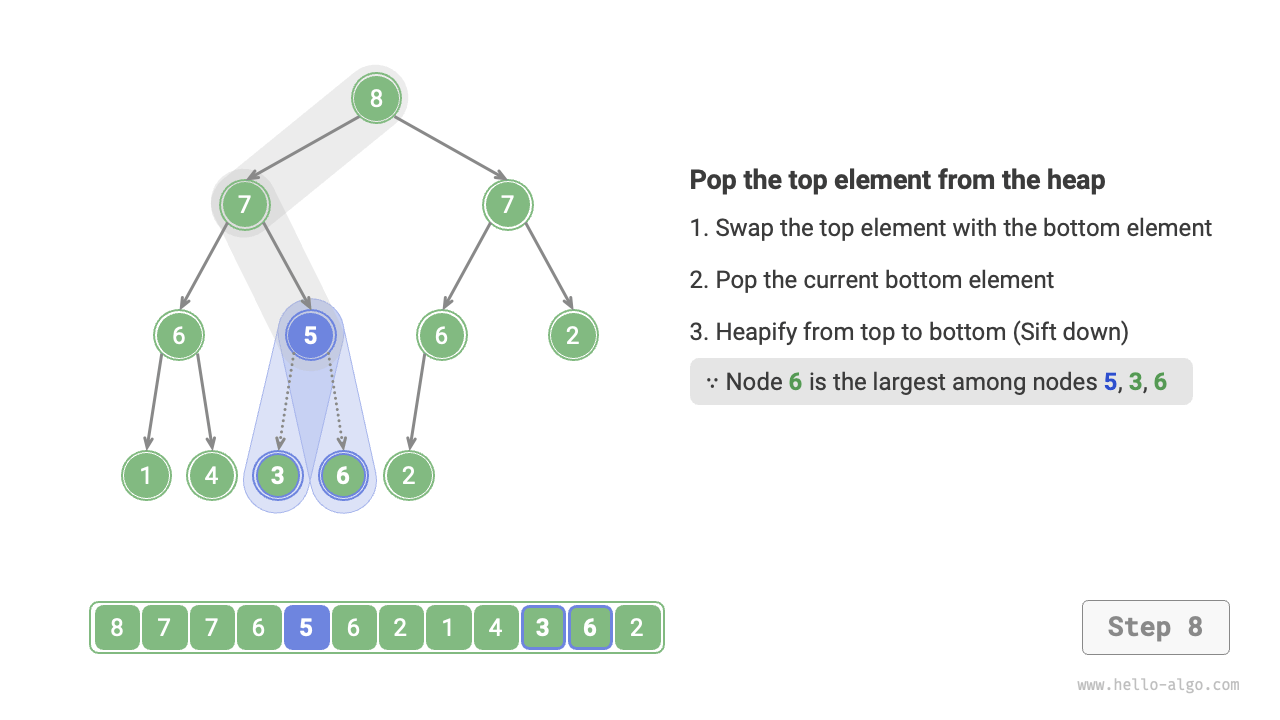 8
7 7
6 5 6 2
1 4 3 6 2
Pop the top element from the heap
1. Swap the top element with the bottom element
2. Pop the current bottom element
3. Heapify from top to bottom (Sift down)
∵ Node 6 is the largest among nodes 5, 3, 6
8 7 7 6 5 6 2 1 4 3 6 2
Step 8
www.hello-algo.com